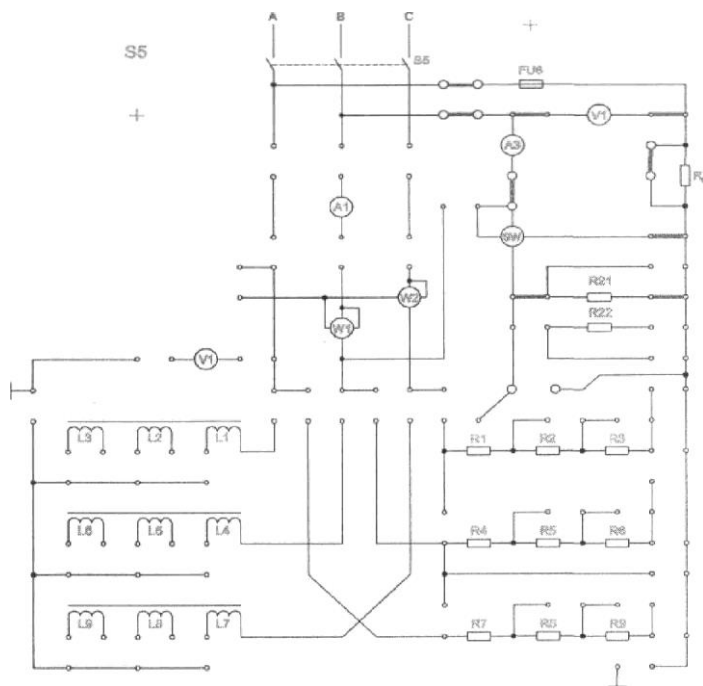 A B C
S5
S5
FU6
V1
A3
R
A1
SW
R21
W2
W1
R22
V1
L3 L2 L1
R1 R2 R3
L6 L5 L4
R4 R5 R6
L9 L8 L7
R7 R8 R9